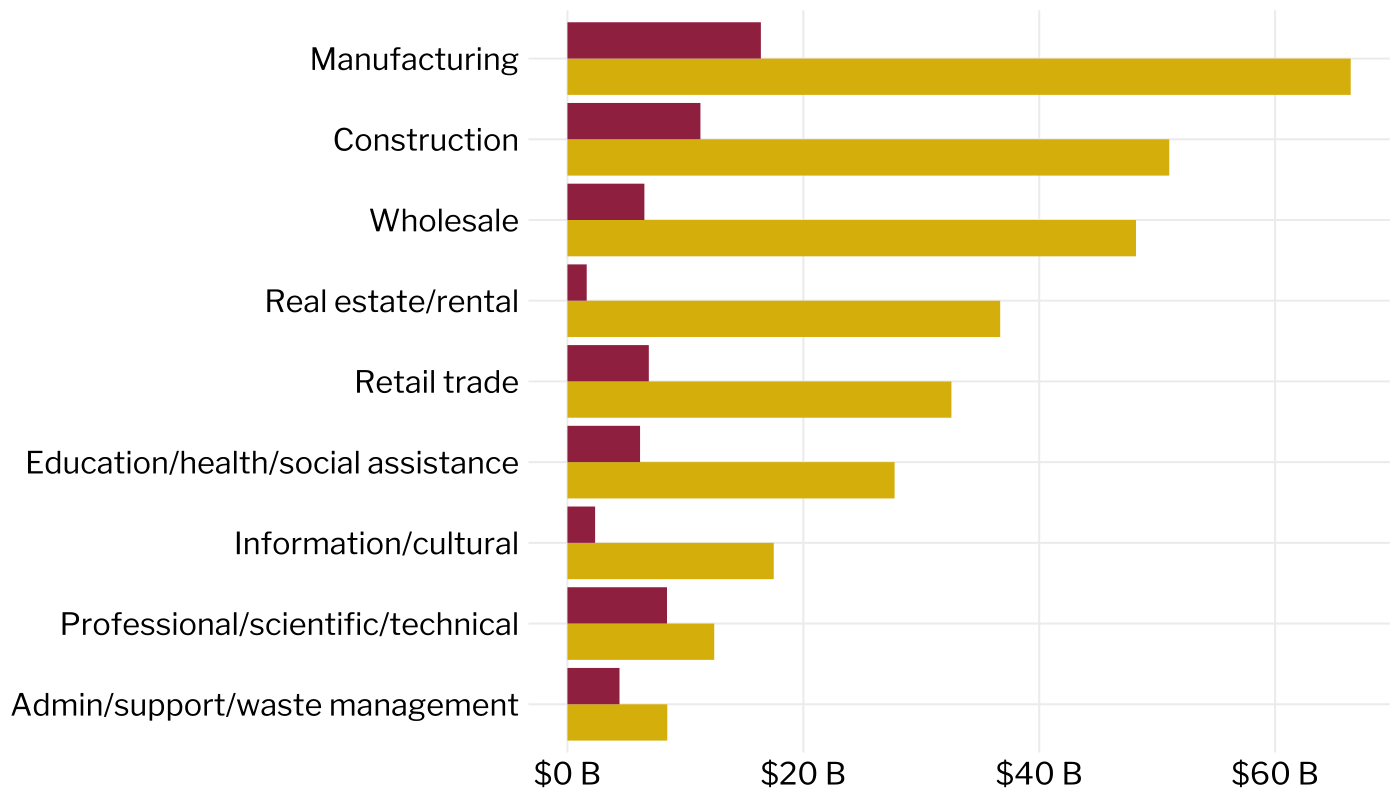 Manufacturing
Construction
Wholesale
Real estate/rental
Retail trade
Education/health/social assistance
Information/cultural
Professional/scientific/technical
Admin/support/waste management
$0 B $20 B $40 B $60 B